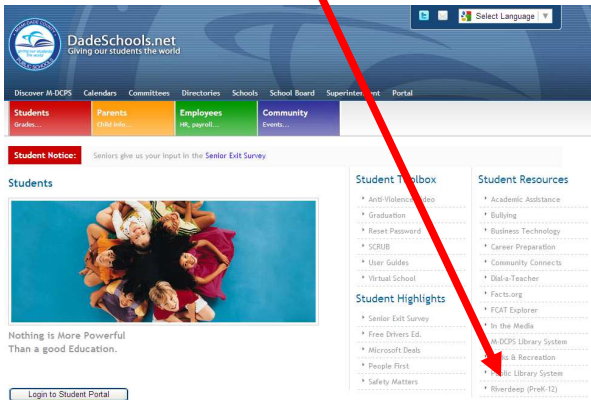 Select Language
DadeSchools.net
Giving our students the world
Discover M-DCPS Calendars Committees Directories Schools School Board Superintendent Portal
Students
Grades...
Parents
Child Info...
Employees
HR, payroll...
Community
Events...
Student Notice: Seniors give us your input in the Senior Exit Survey
Students
Nothing is More Powerful
Than a good Education.
Login to Student Portal
Student Toolbox
Anti-Violence Video
Graduation
Reset Password
SCRUB
User Guides
Virtual School
Student Highlights
Senior Exit Survey
Free Drivers Ed.
Microsoft Deals
People First
Safety Matters
Student Resources
Academic Assistance
Bullying
Business Technology
Career Preparation
Community Connects
Dial-a-Teacher
Facts.org
FCAT Explorer
In the Media
M-DCPS Library System
& Recreation
Public Library System
Riverdeep (PreK-12)